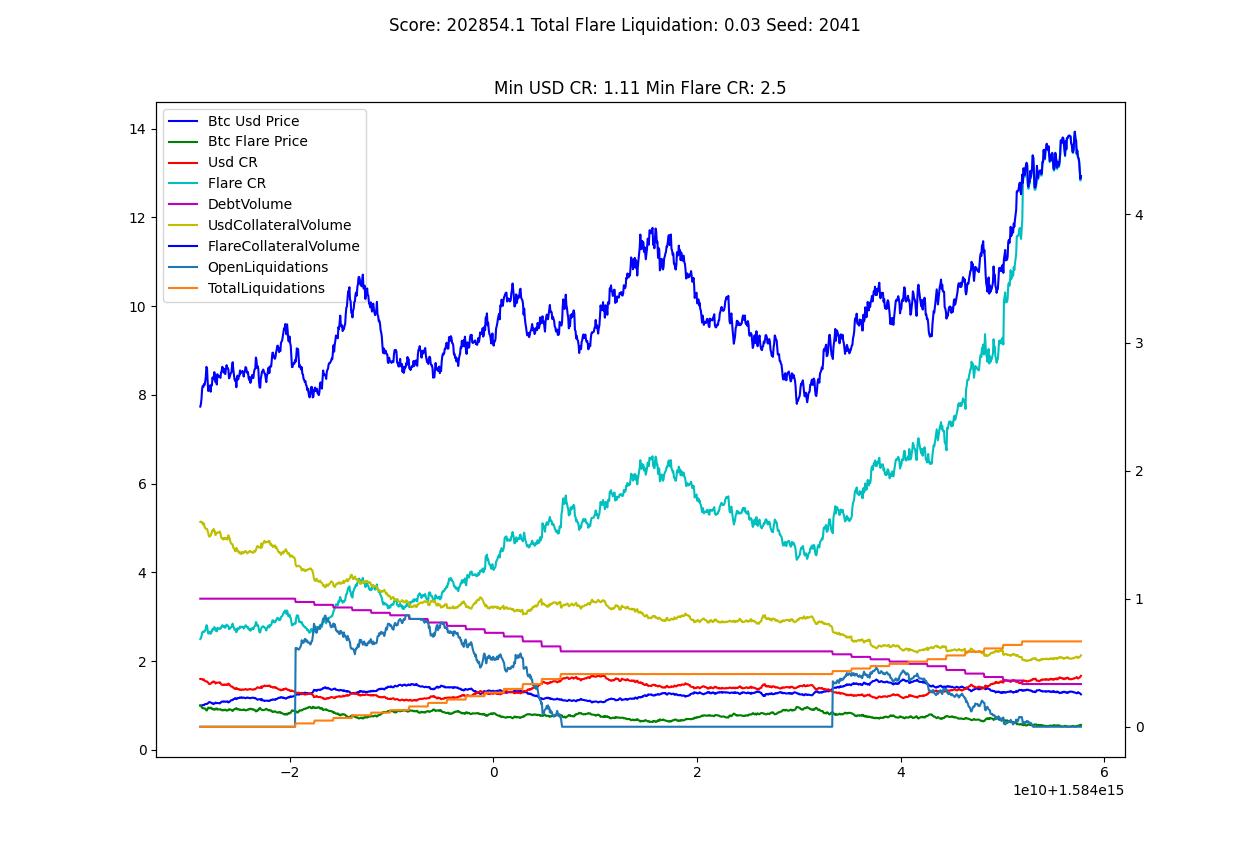 Score: 202854.1 Total Flare Liquidation: 0.03 Seed: 2041
Min USD CR: 1.11 Min Flare CR: 2.5
Btc Usd Price
Btc Flare Price
Usd CR
Flare CR
DebtVolume
UsdCollateralVolume
FlareCollateralVolume
OpenLiquidations
TotalLiquidations
14
12
10
8
6
4
2
0
4
3
2
1
0
−2
0
2
4
6
1e10+1.584e15